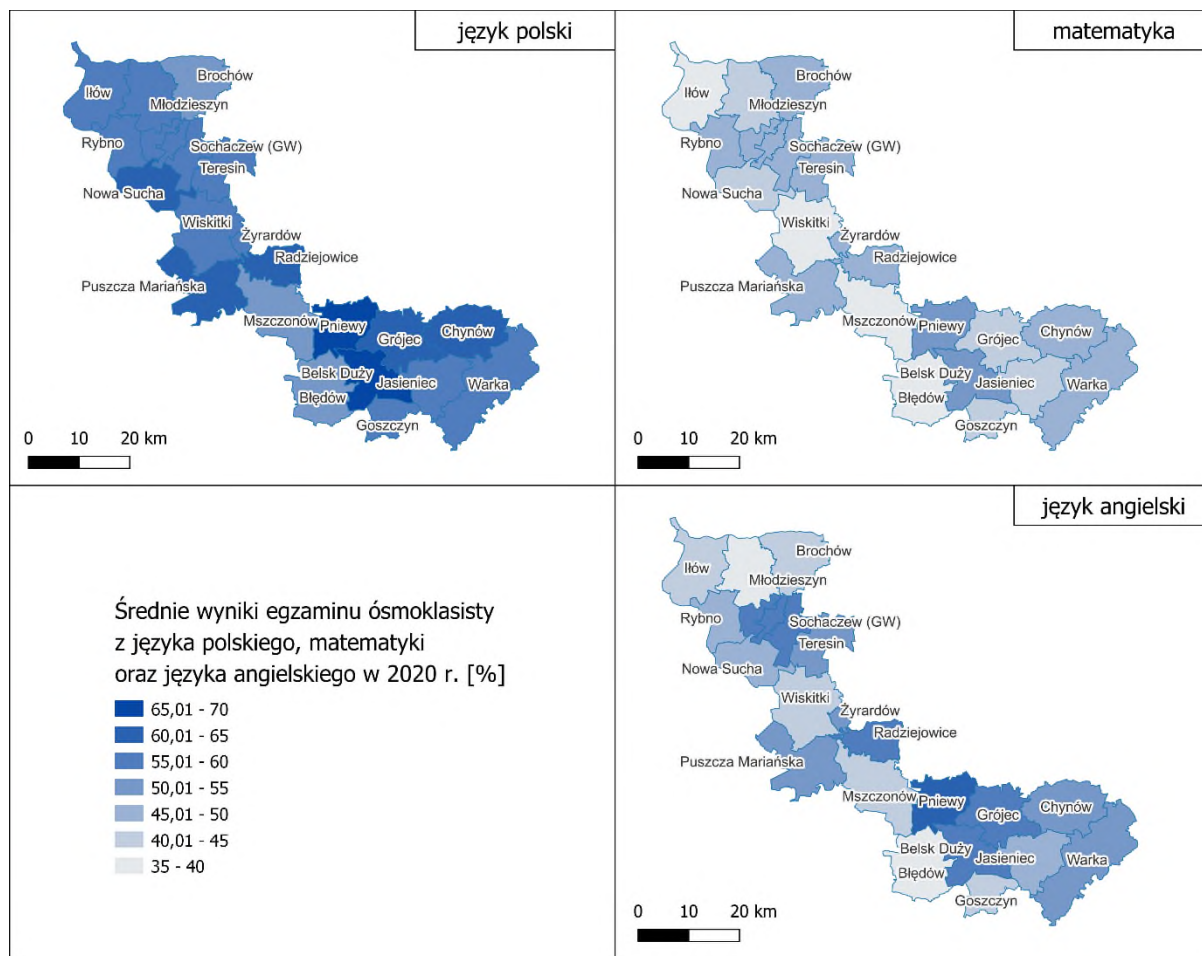 język polski
Brochów
Iłów
Młodzieszyn
Rybno
Sochaczew (GW)
Teresin
Nowa Sucha
Wiskitki
Żyrardów
Radziejowice
Puszcza Mariańska
Mszczonów
Pniewy
Chynów
Grójec
Belsk Duży
Jasieniec
Warka
Błędów
Goszczyn
0 10 20 km
matematyka
Brochów
Iłów
Młodzieszyn
Rybno
Sochaczew (GW)
Teresin
Nowa Sucha
Wiskitki
Żyrardów
Radziejowice
Puszcza Mariańska
Mszczonów
Pniewy
Chynów
Grójec
Belsk Duży
Jasieniec
Warka
Błędów
Goszczyn
0 10 20 km
Średnie wyniki egzaminu ósmoklasisty
z języka polskiego, matematyki
oraz języka angielskiego w 2020 r. [%]
65,01 - 70
60,01 - 65
55,01 - 60
50,01 - 55
45,01 - 50
40,01 - 45
35 - 40
język angielski
Brochów
Iłów
Młodzieszyn
Rybno
Sochaczew (GW)
Teresin
Nowa Sucha
Wiskitki
Żyrardów
Radziejowice
Puszcza Mariańska
Mszczonów
Pniewy
Chynów
Grójec
Belsk Duży
Jasieniec
Warka
Błędów
Goszczyn
0 10 20 km